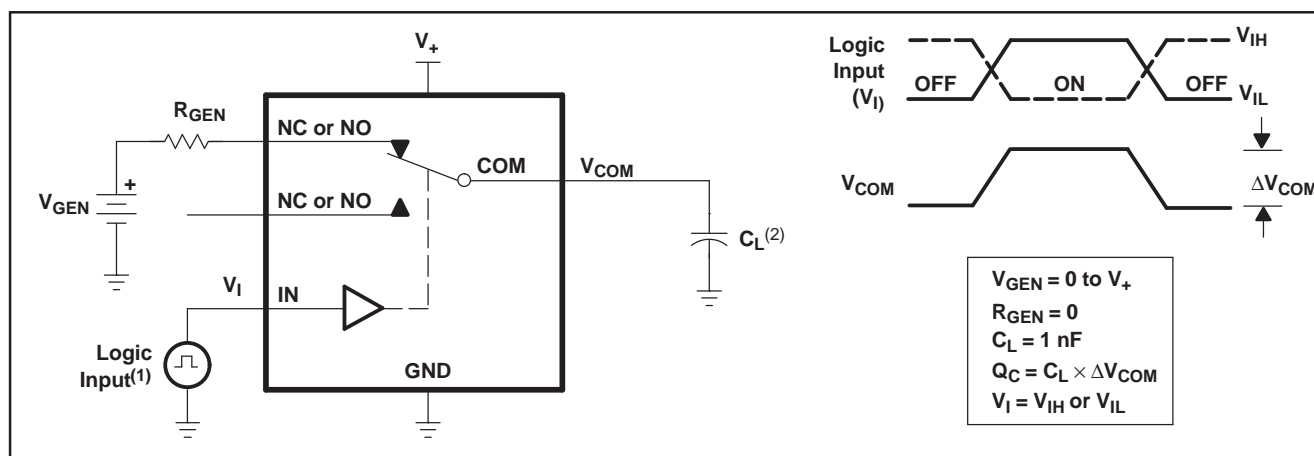 V+
RGEN
NC or NO
COM
VCOM
VGEN
+
NC or NO
CL(2)
VI
IN
Logic
Input(1)
GND
Logic
Input
(VI)
OFF
ON
OFF
VIH
VIL
VCOM
ΔVCOM
VGEN = 0 to V+
RGEN = 0
CL = 1 nF
QC = CL × ΔVCOM
VI = VIH or VIL